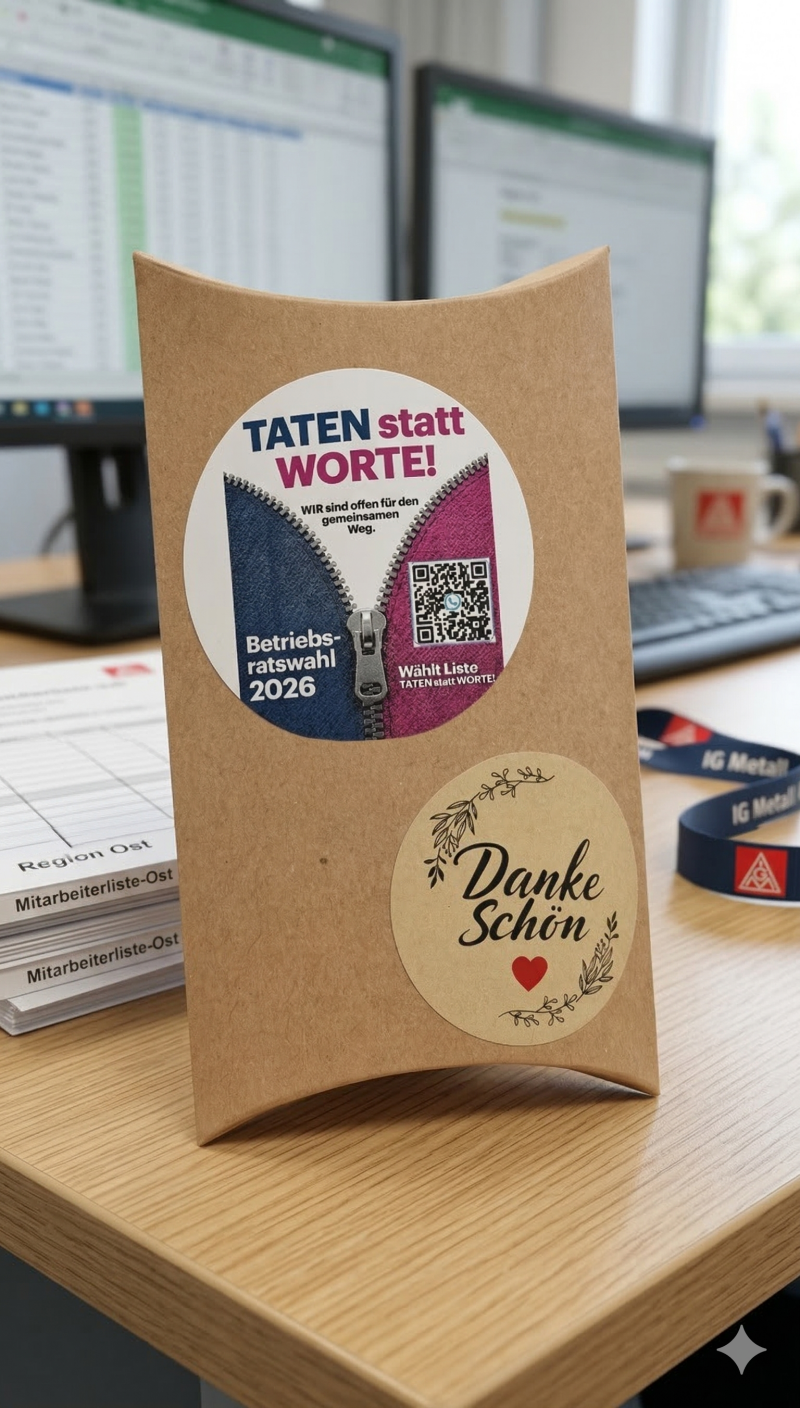 TATEN statt
WORTE!
WIR sind offen für den
gemeinsamen
Weg.
Betriebs-
ratswahl
2026
Wählt Liste
TATEN statt WORTE!
Danke
Schön
Region Ost
Mitarbeiterliste-Ost
Mitarbeiterliste-Ost
IG Metall
IG Metall